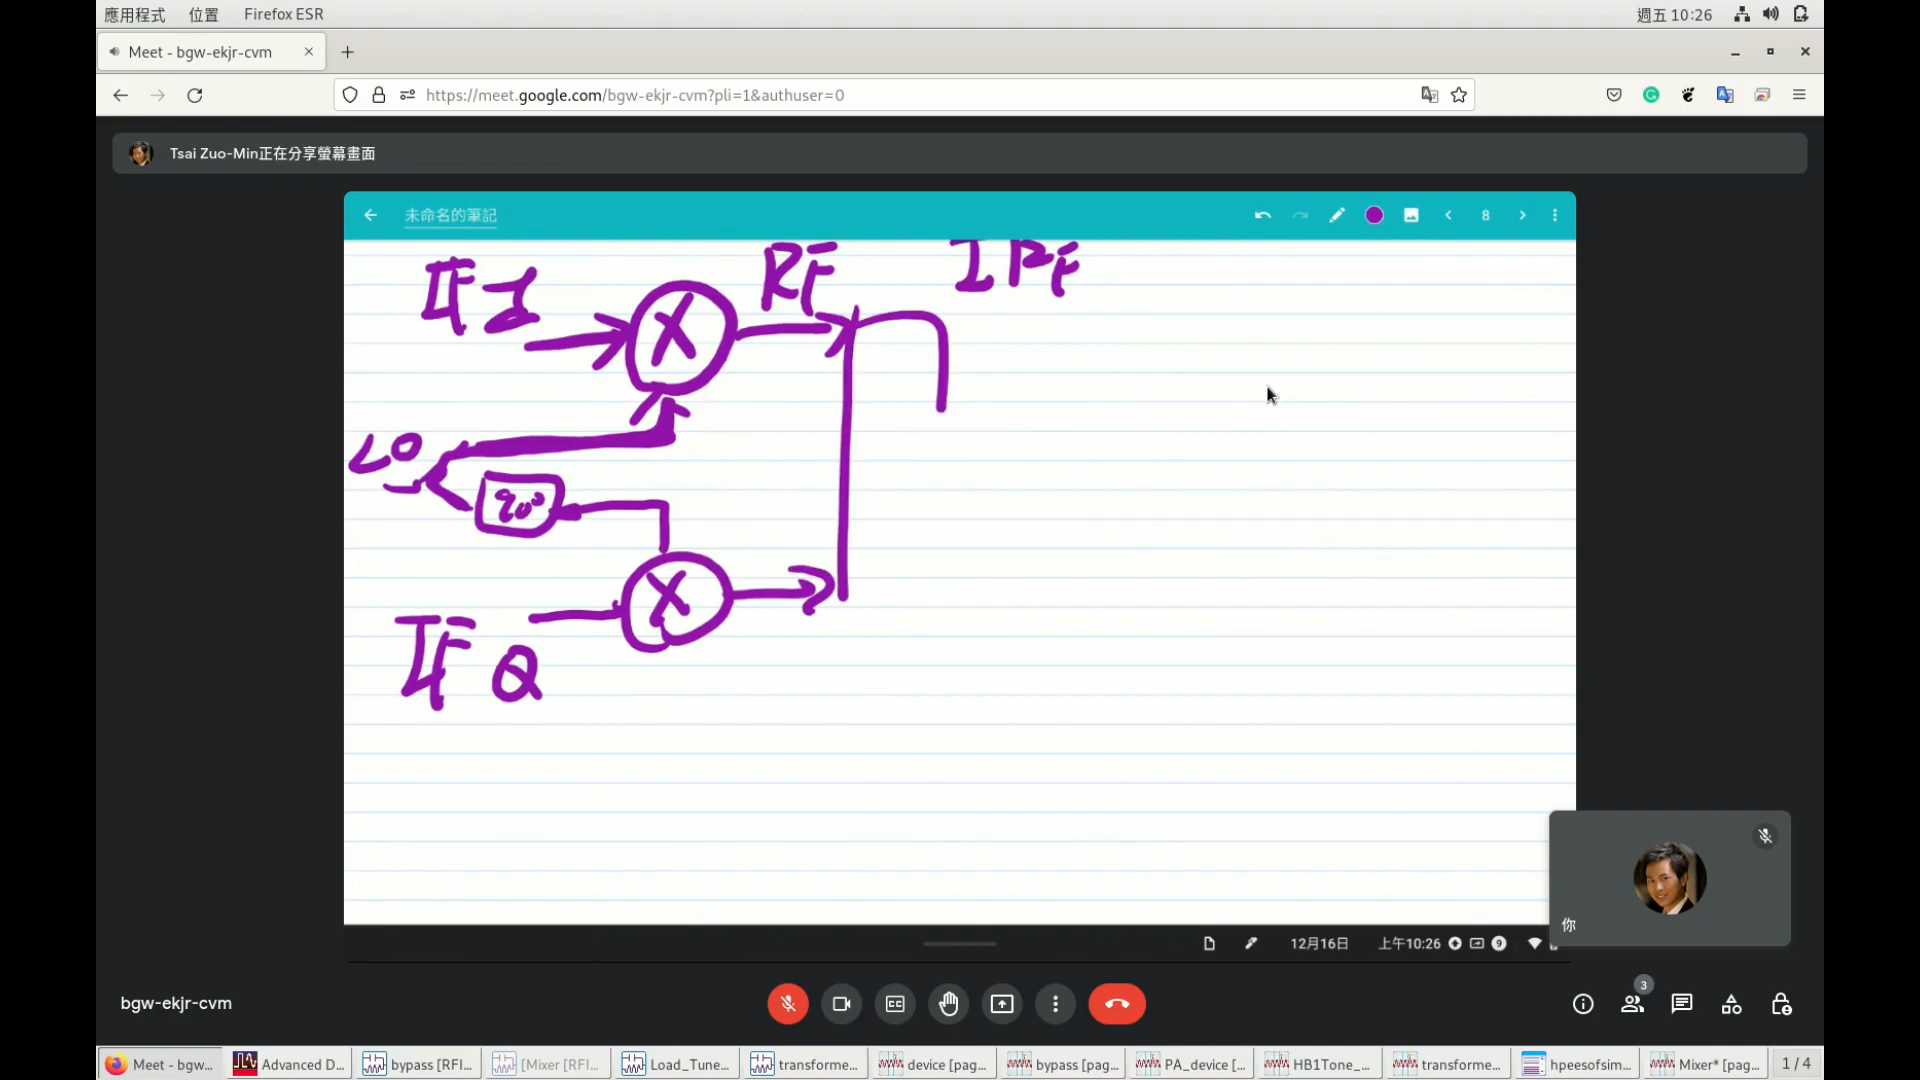 應用程式 位置 Firefox ESR 週五 10:26
Meet - bgw-ekjr-cvm
https://meet.google.com/bgw-ekjr-cvm?pli=1&authuser=0
Tsai Zuo-Min正在分享螢幕畫面
未命名的筆記 8
IF I
RF
LO
90°
IF Q
你
12月16日 上午10:26 9
bgw-ekjr-cvm
3
Meet - bgw... Advanced D... bypass [RFI... [Mixer [RFI... Load_Tune... transforme... device [pag... bypass [pag... PA_device [... HB1Tone_... transforme... hpeesofsim... Mixer* [pag... 1 / 4